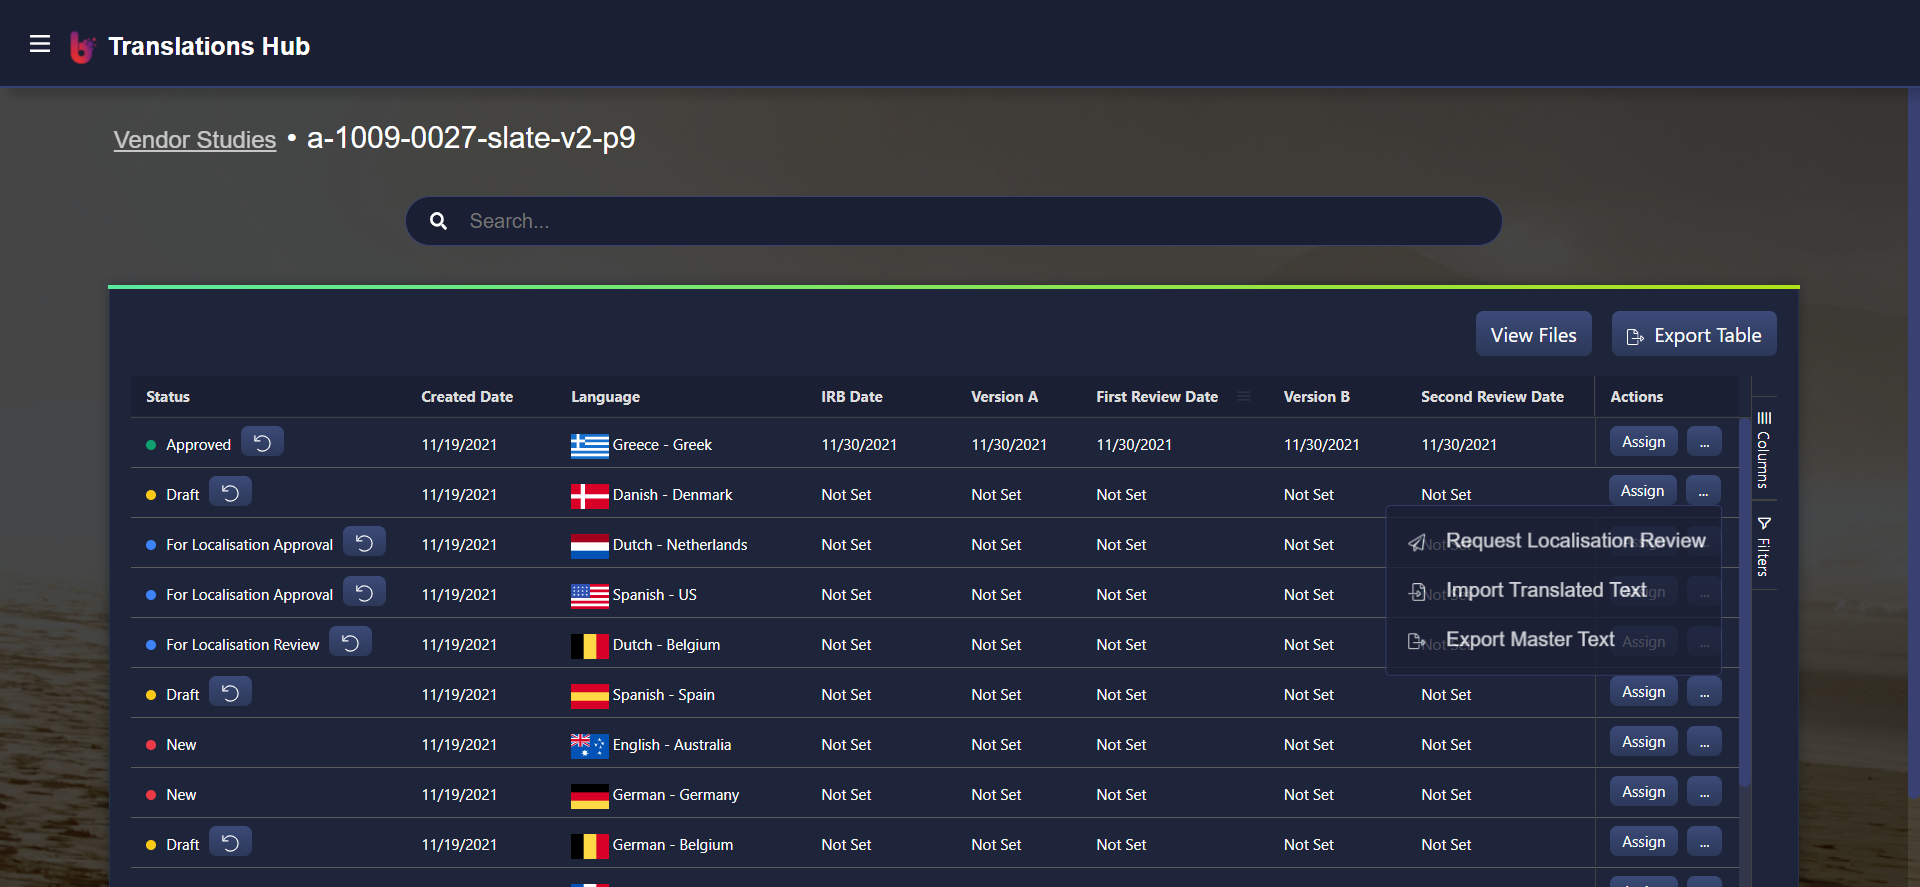 Translations Hub
Vendor Studies • a-1009-0027-slate-v2-p9
Search...
View Files
Export Table
Status Created Date Language IRB Date Version A First Review Date Version B Second Review Date Actions
Approved 11/19/2021 Greece - Greek 11/30/2021 11/30/2021 11/30/2021 11/30/2021 11/30/2021 Assign ...
Draft 11/19/2021 Danish - Denmark Not Set Not Set Not Set Not Set Not Set Assign ...
For Localisation Approval 11/19/2021 Dutch - Netherlands Not Set Not Set Not Set Not Set
For Localisation Approval 11/19/2021 Spanish - US Not Set Not Set Not Set Not Set
For Localisation Review 11/19/2021 Dutch - Belgium Not Set Not Set Not Set Not Set Assign ...
Request Localisation Review
Import Translated Text
Export Master Text
Draft 11/19/2021 Spanish - Spain Not Set Not Set Not Set Not Set Not Set Assign ...
New 11/19/2021 English - Australia Not Set Not Set Not Set Not Set Not Set Assign ...
New 11/19/2021 German - Germany Not Set Not Set Not Set Not Set Not Set Assign ...
Draft 11/19/2021 German - Belgium Not Set Not Set Not Set Not Set Not Set Assign ...
Columns
Filters